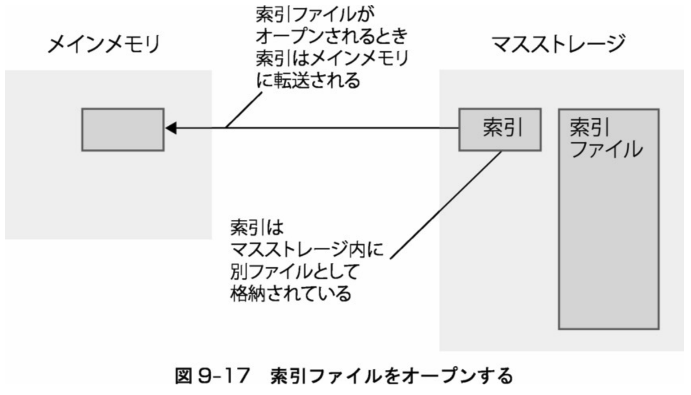 メインメモリ
索引ファイルが
オープンされるとき
索引はメインメモリ
に転送される
マスストレージ
索引
索引
ファイル
索引は
マスストレージ内に
別ファイルとして
格納されている
図9-17 索引ファイルをオープンする